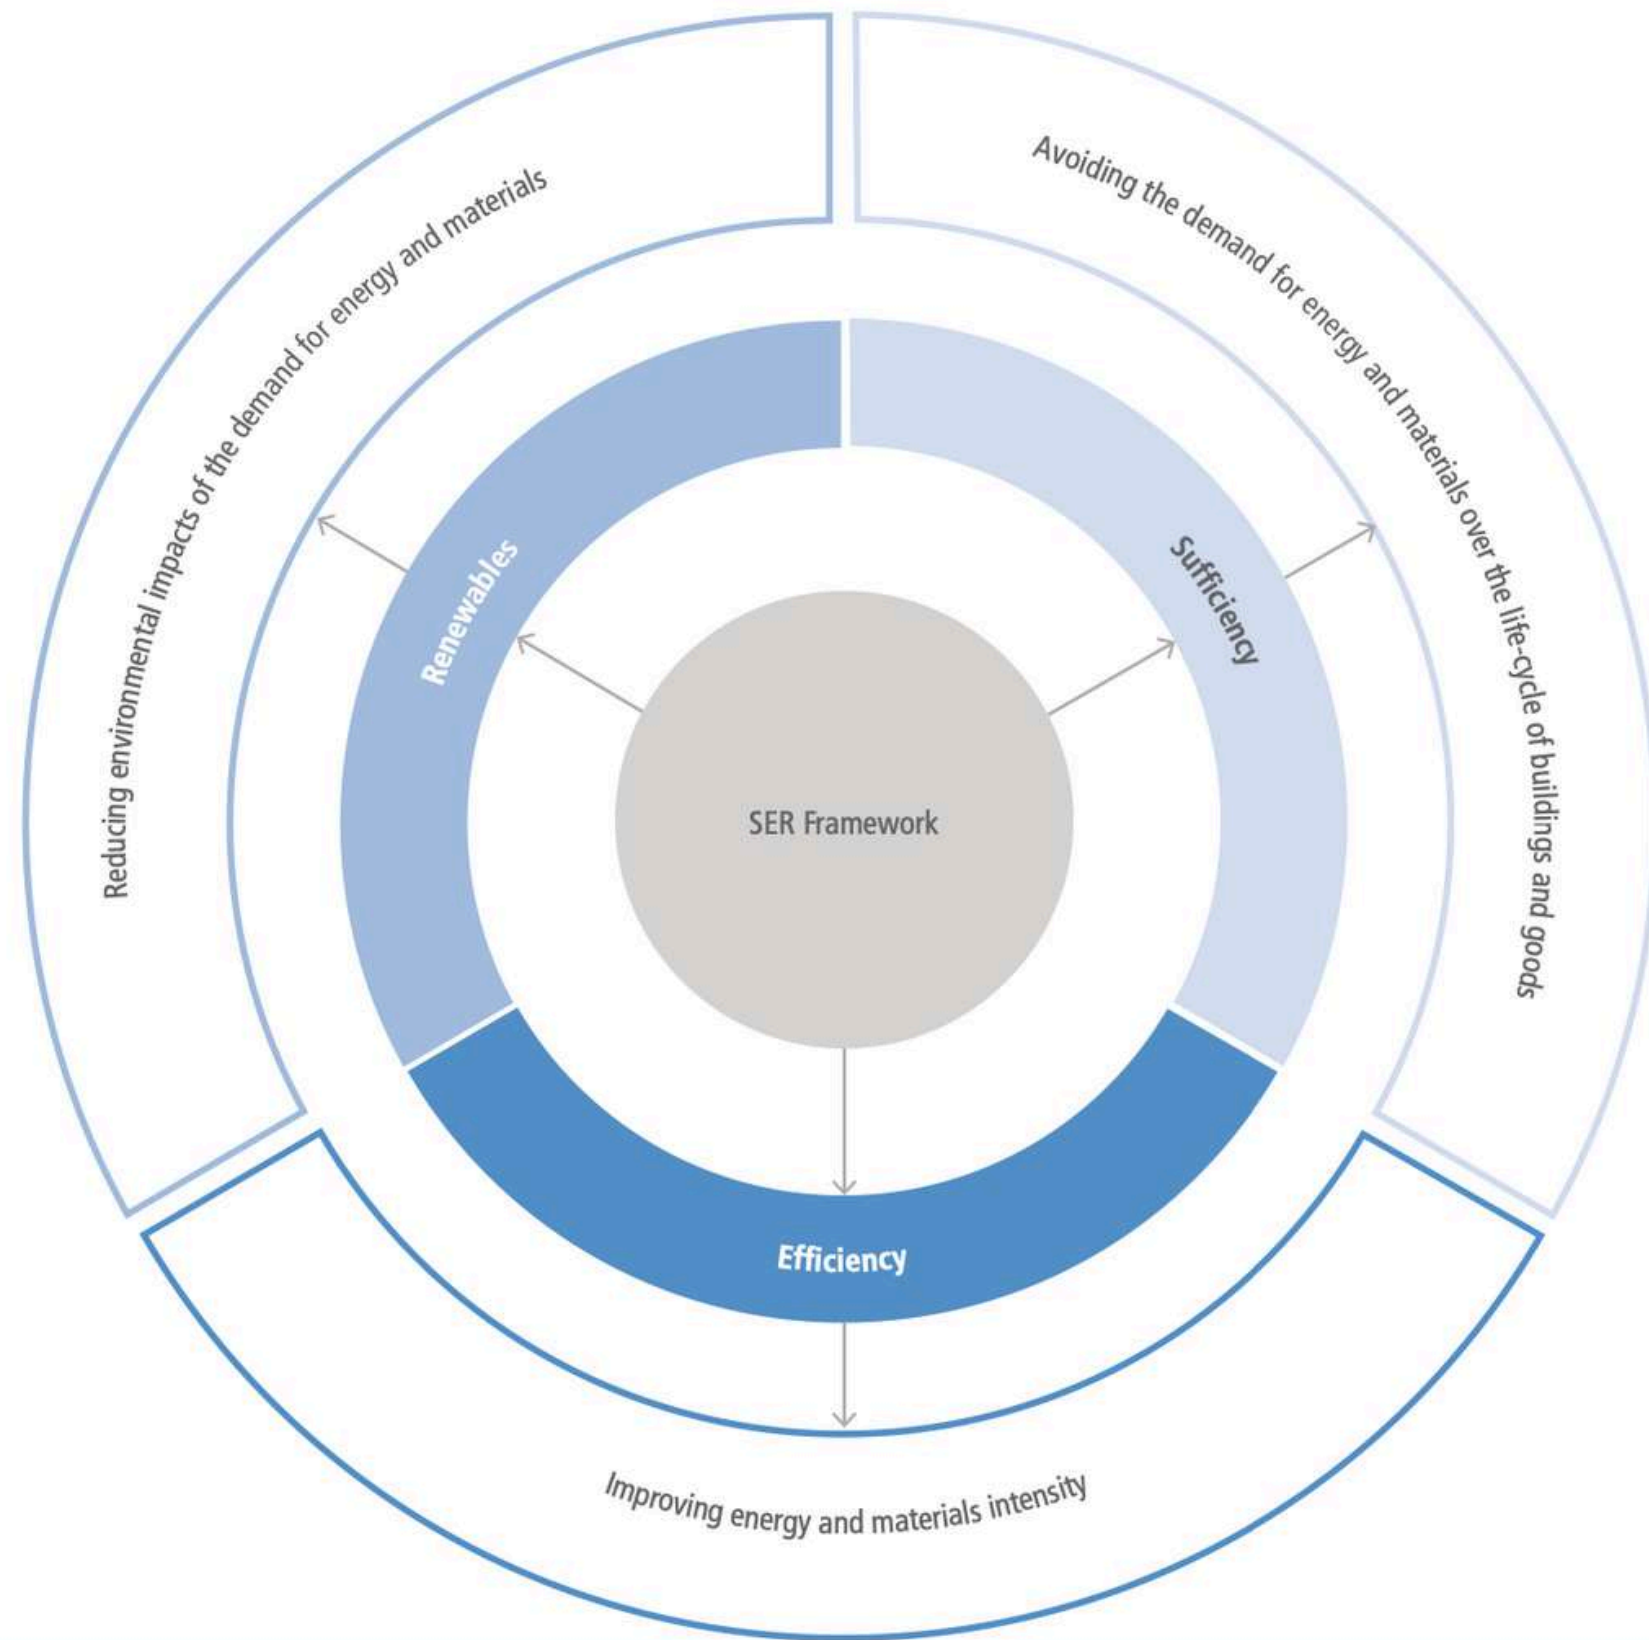 SER Framework
Sufficiency
Avoiding the demand for energy and materials over the life-cycle of buildings and goods
Efficiency
Improving energy and materials intensity
Renewables
Reducing environmental impacts of the demand for energy and materials